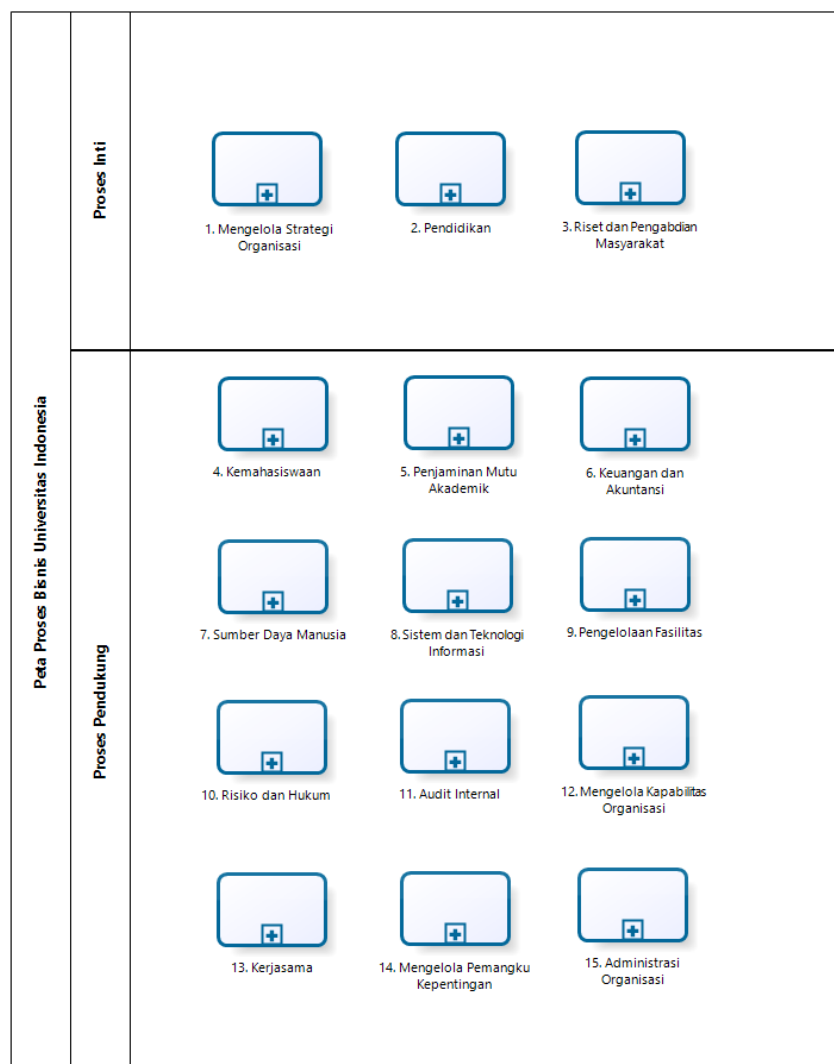 Peta Proses Bisnis Universitas Indonesia
Proses Inti
1. Mengelola Strategi
Organisasi
2. Pendidikan
3. Riset dan Pengabdian
Masyarakat
Proses Pendukung
4. Kemahasiswaan
5. Penjaminan Mutu
Akademik
6. Keuangan dan
Akuntansi
7. Sumber Daya Manusia
8. Sistem dan Teknologi
Informasi
9. Pengelolaan Fasilitas
10. Risiko dan Hukum
11. Audit Internal
12. Mengelola Kapabilitas
Organisasi
13. Kerjasama
14. Mengelola Pemangku
Kepentingan
15. Administrasi
Organisasi